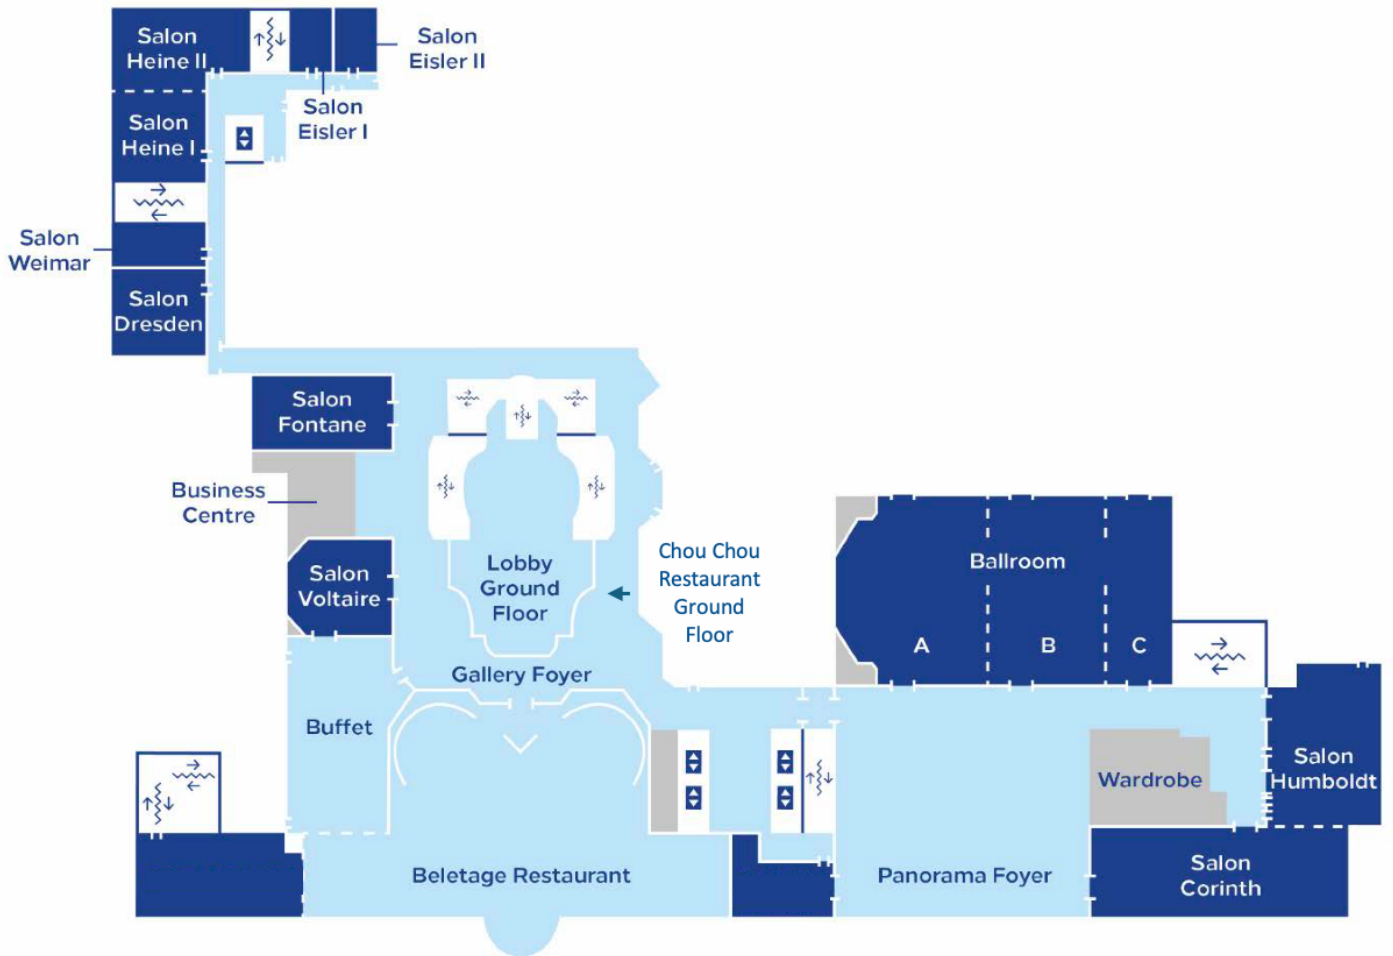 Salon
Heine II
Salon
Eisler II
Salon
Eisler I
Salon
Heine I
Salon
Weimar
Salon
Dresden
Salon
Fontane
Business
Centre
Salon
Voltaire
Lobby
Ground
Floor
Chou Chou
Restaurant
Ground
Floor
Gallery Foyer
Buffet
Beletage Restaurant
Ballroom
A
B
C
Wardrobe
Salon
Humboldt
Panorama Foyer
Salon
Corinth